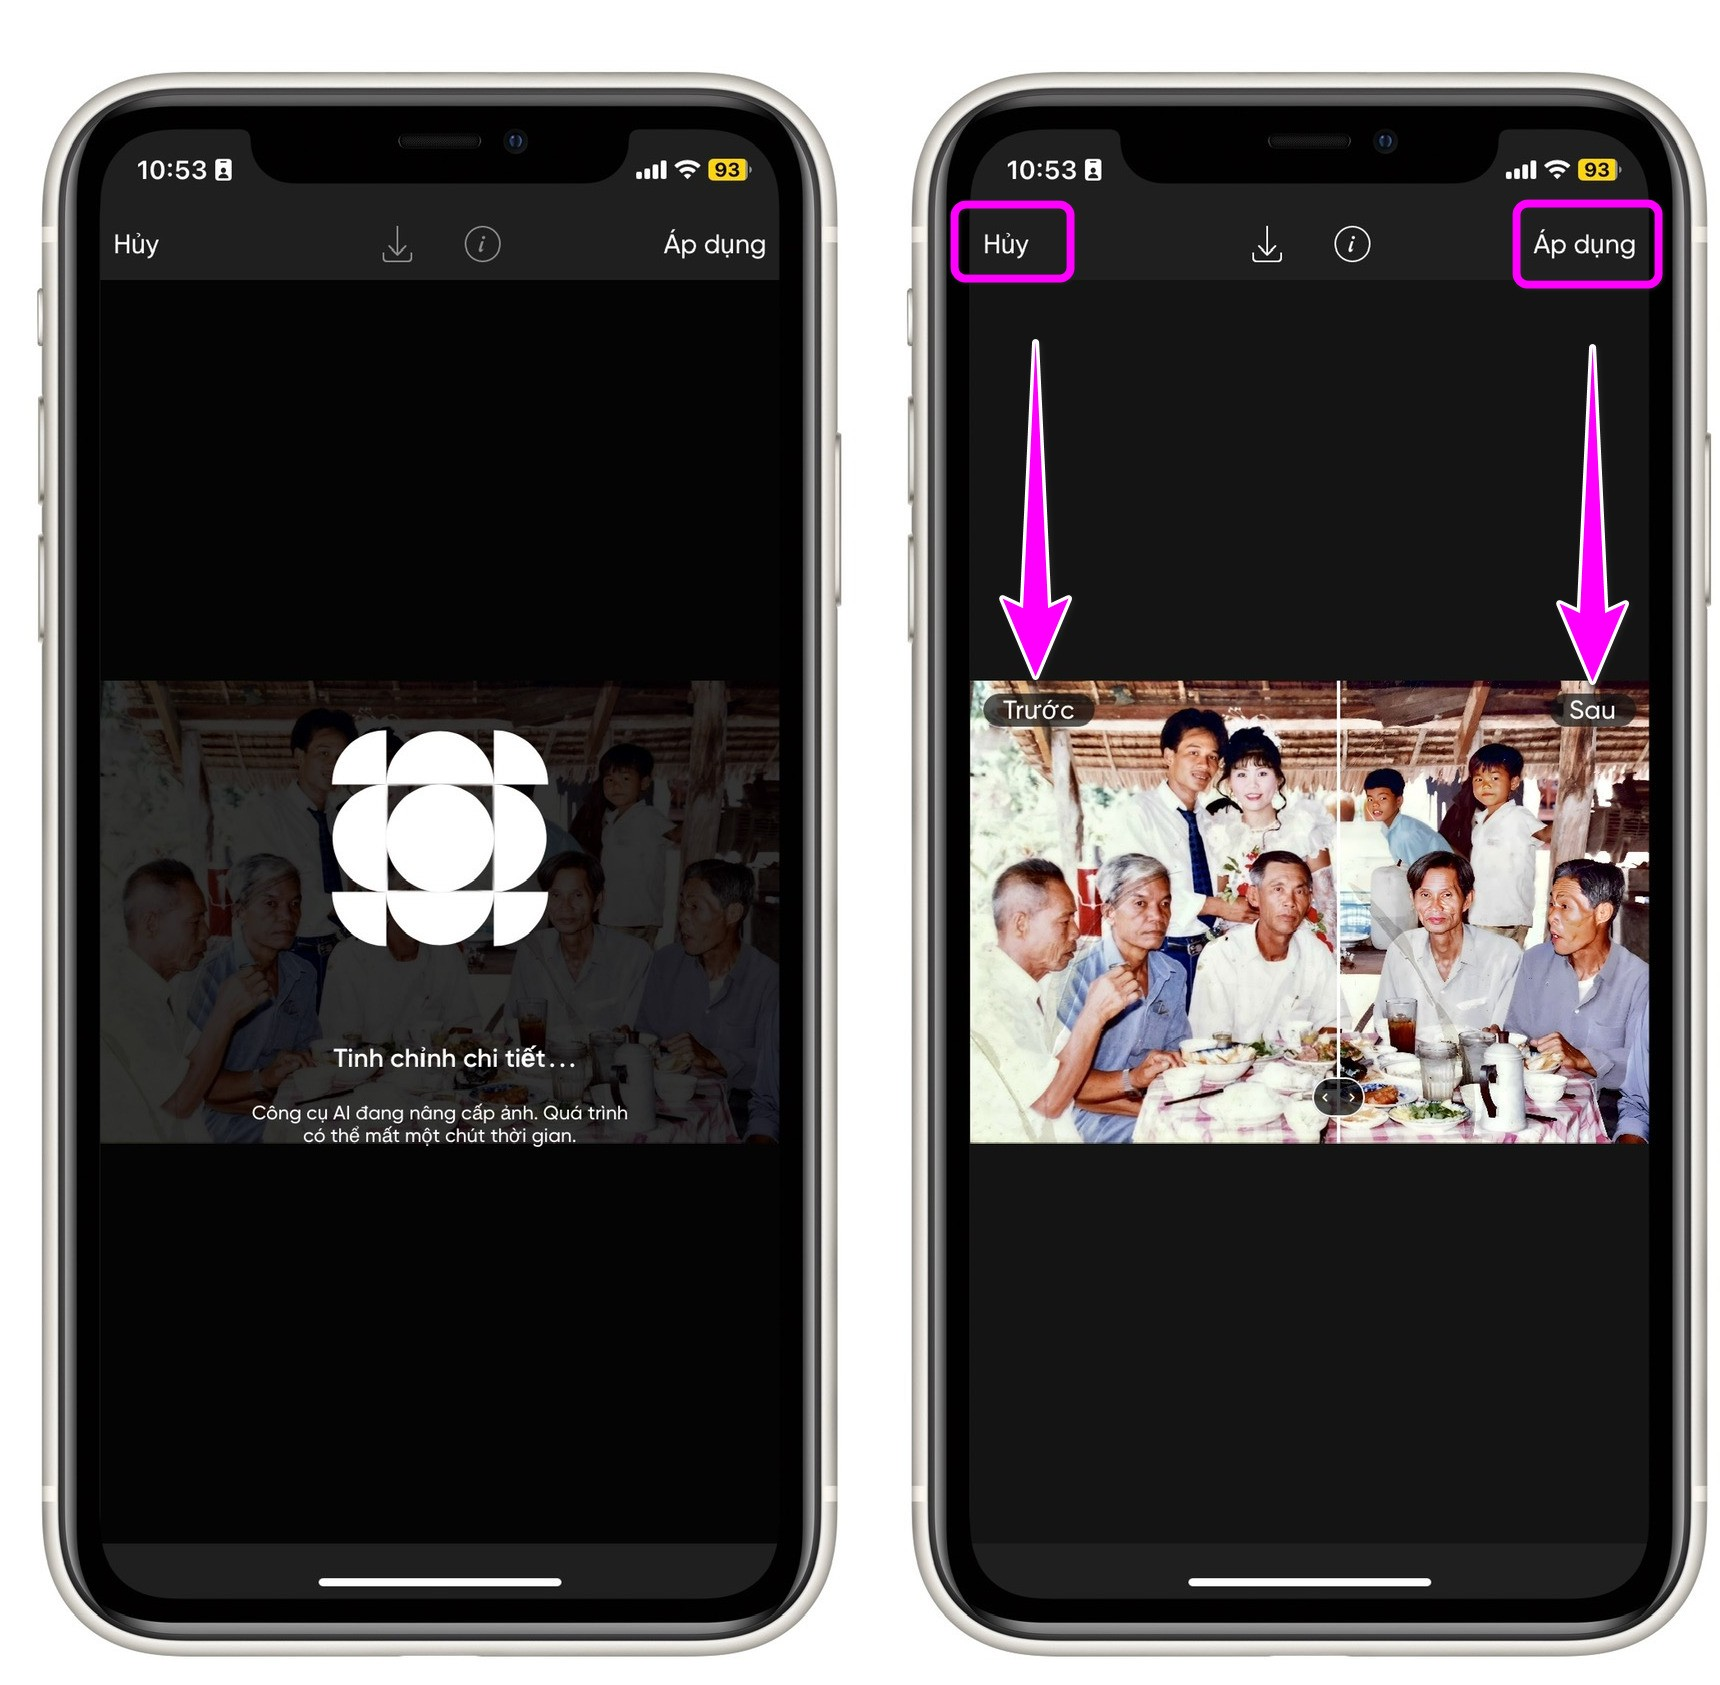 10:53
93
Hủy
Áp dụng
Tinh chỉnh chi tiết...
Công cụ AI đang nâng cấp ảnh. Quá trình
có thể mất một chút thời gian.
10:53
93
Hủy
Áp dụng
Trước
Sau